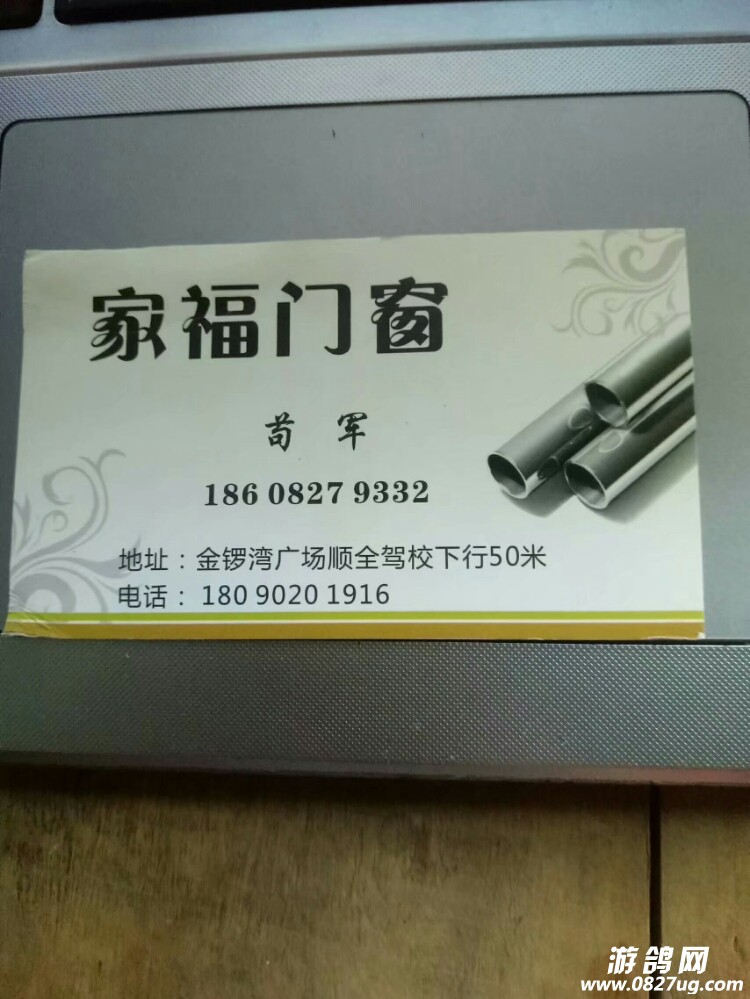 家福门窗
苟 军
186 0827 9332
地址：金锣湾广场顺全驾校下行50米
电话：180 9020 1916
游鸽网
www.0827ug.com